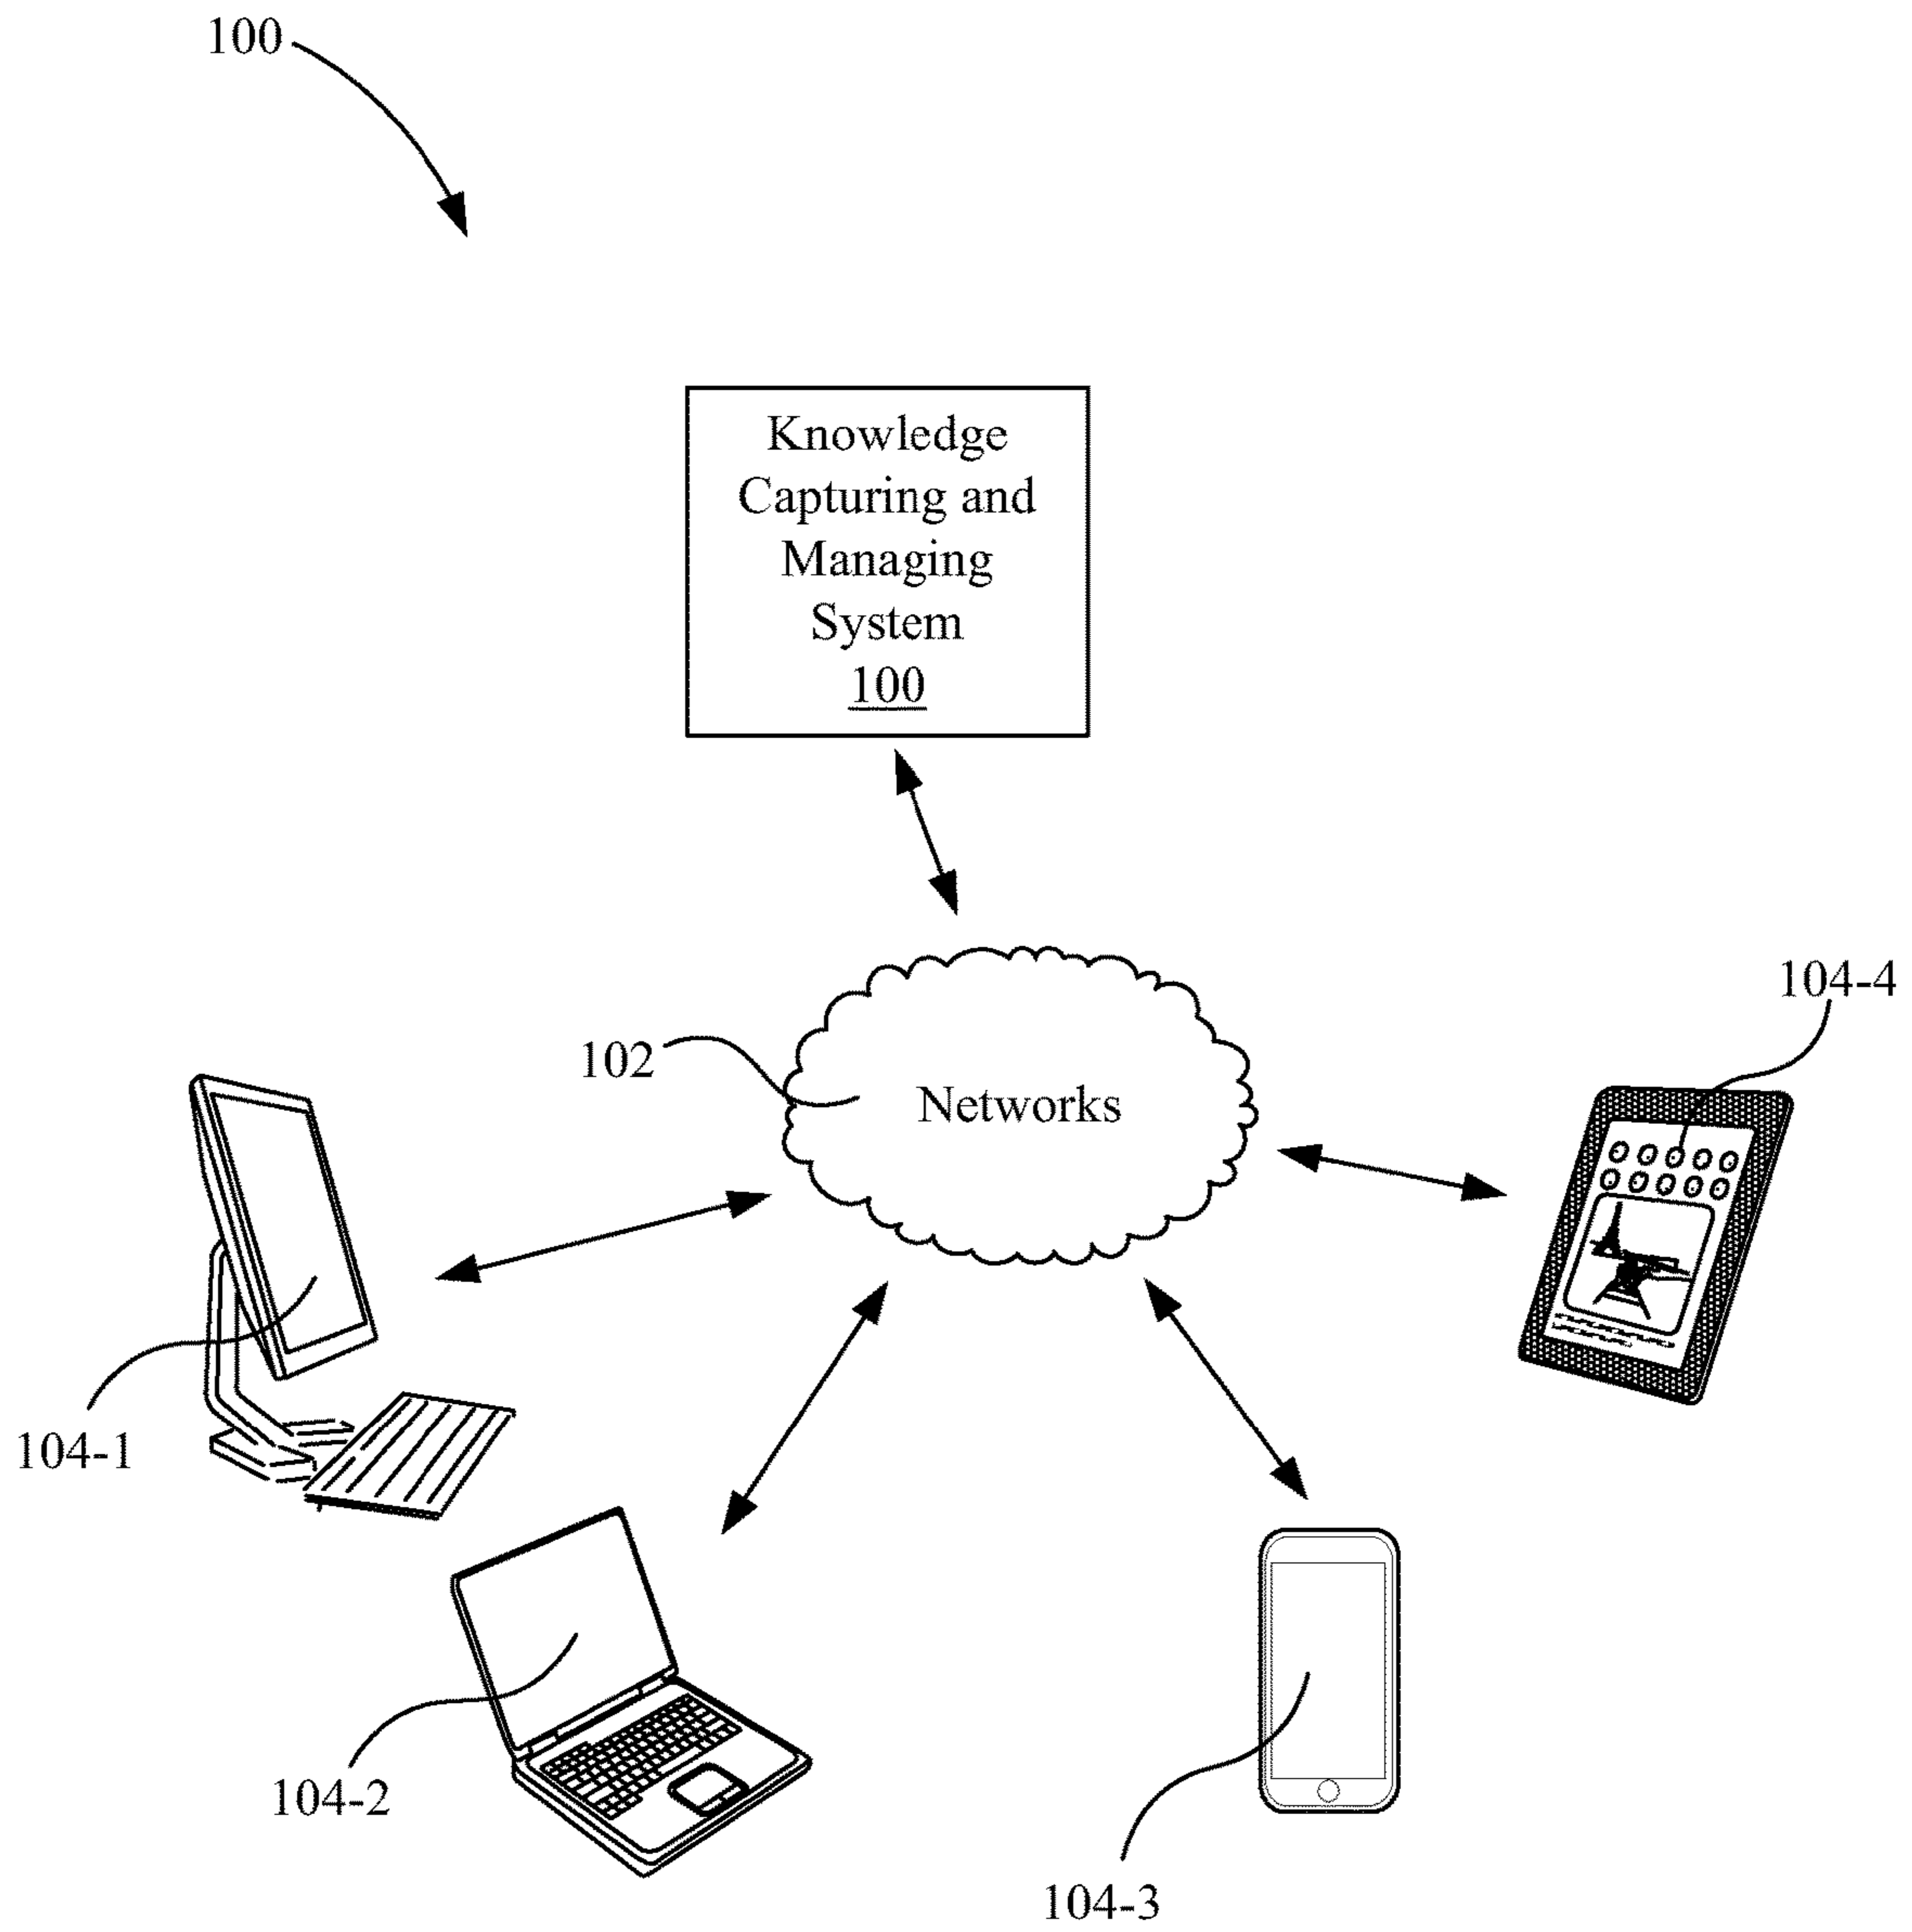 100
Knowledge
Capturing and
Managing
System
100
104-4
102
Networks
104-1
104-2
104-3